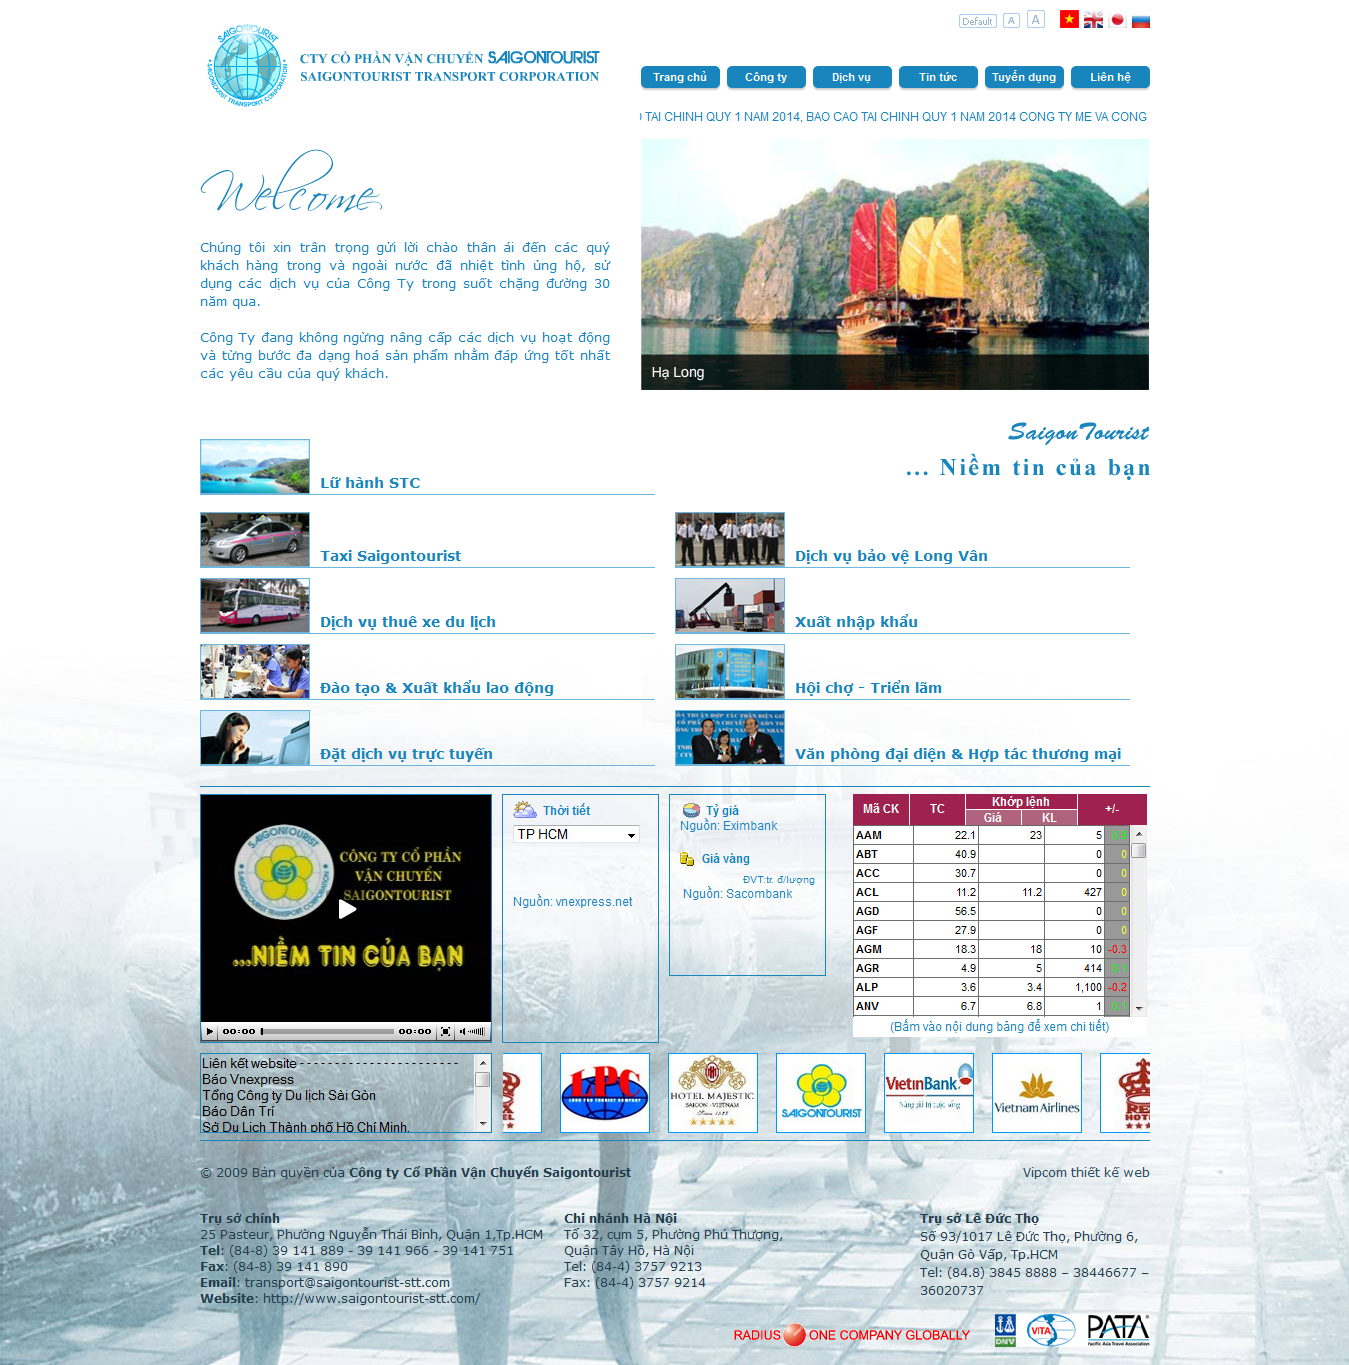 Default A A
SAIGONTOURIST
SAIGONTOURIST TRANSPORT CORPORATION
CTY CỔ PHẦN VẬN CHUYỂN SAIGONTOURIST
SAIGONTOURIST TRANSPORT CORPORATION
Trang chủ Công ty Dịch vụ Tin tức Tuyển dụng Liên hệ
TAI CHINH QUY 1 NAM 2014, BAO CAO TAI CHINH QUY 1 NAM 2014 CONG TY ME VA CONG
Welcome
Chúng tôi xin trân trọng gửi lời chào thân ái đến các quý
khách hàng trong và ngoài nước đã nhiệt tình ủng hộ, sử
dụng các dịch vụ của Công Ty trong suốt chặng đường 30
năm qua.
Công Ty đang không ngừng nâng cấp các dịch vụ hoạt động
và từng bước đa dạng hoá sản phẩm nhằm đáp ứng tốt nhất
các yêu cầu của quý khách.
Hạ Long
SaigonTourist
... Niềm tin của bạn
Lữ hành STC
Taxi Saigontourist
Dịch vụ bảo vệ Long Vân
Dịch vụ thuê xe du lịch
Xuất nhập khẩu
Đào tạo & Xuất khẩu lao động
Hội chợ - Triển lãm
Đặt dịch vụ trực tuyến
Văn phòng đại diện & Hợp tác thương mại
SAIGONTOURIST
SAIGONTOURIST TRANSPORT CORPORATION
CÔNG TY CỔ PHẦN
VẬN CHUYỂN
SAIGONTOURIST
...NIỀM TIN CỦA BẠN
00:00 00:00
Thời tiết
TP HCM
Nguồn: vnexpress.net
Tỷ giá
Nguồn: Eximbank
Giá vàng
ĐVT:tr. đ/lượng
Nguồn: Sacombank
Mã CK TC Khớp lệnh +/-
Giá KL
AAM 22.1 23 5
ABT 40.9 0 0
ACC 30.7 0 0
ACL 11.2 11.2 427 0
AGD 56.5 0 0
AGF 27.9 0 0
AGM 18.3 18 10 -0.3
AGR 4.9 5 414
ALP 3.6 3.4 1,100 -0.2
ANV 6.7 6.8 1
(Bấm vào nội dung bảng để xem chi tiết)
Liên kết website - - - - - - - - - - - - - - - - - - - - - -
Báo Vnexpress
Tổng Công ty Du lịch Sài Gòn
Báo Dân Trí
Sở Du Lịch Thành phố Hồ Chí Minh.
LPC
HOTEL MAJESTIC
SAIGON - VIETNAM
Since 1925
SAIGONTOURIST
VietinBank
Nâng giá trị cuộc sống
Vietnam Airlines
© 2009 Bản quyền của Công ty Cổ Phần Vận Chuyển Saigontourist
Vipcom thiết kế web
Trụ sở chính
25 Pasteur, Phường Nguyễn Thái Bình, Quận 1,Tp.HCM
Tel: (84-8) 39 141 889 - 39 141 966 - 39 141 751
Fax: (84-8) 39 141 890
Email: transport@saigontourist-stt.com
Website: http://www.saigontourist-stt.com/
Chi nhánh Hà Nội
Tổ 32, cụm 5, Phường Phú Thượng,
Quận Tây Hồ, Hà Nội
Tel: (84-4) 3757 9213
Fax: (84-4) 3757 9214
Trụ sở Lê Đức Thọ
Số 93/1017 Lê Đức Thọ, Phường 6,
Quận Gò Vấp, Tp.HCM
Tel: (84.8) 3845 8888 – 38446677 –
36020737
RADIUS ONE COMPANY GLOBALLY
DNV
VITA
PATA
Pacific Asia Travel Association